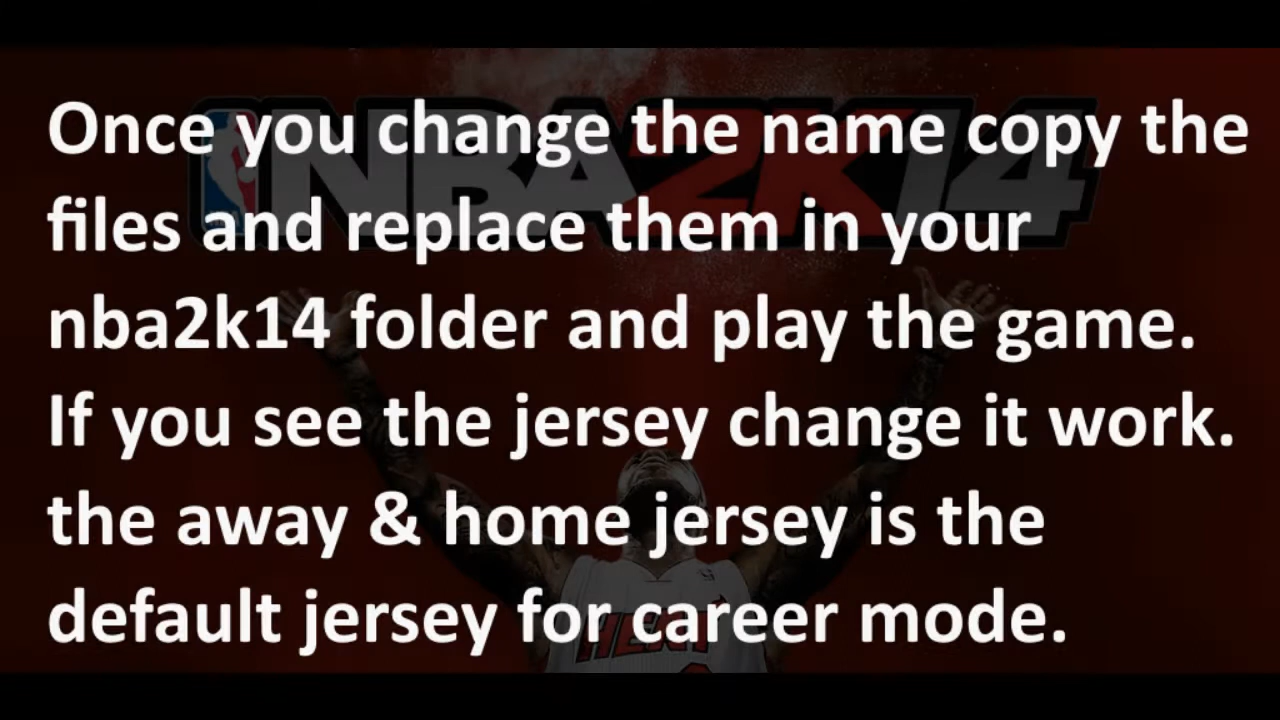 Once you change the name copy the
files and replace them in your
nba2k14 folder and play the game.
If you see the jersey change it work.
the away & home jersey is the
default jersey for career mode.
NBA2K14
HEAT